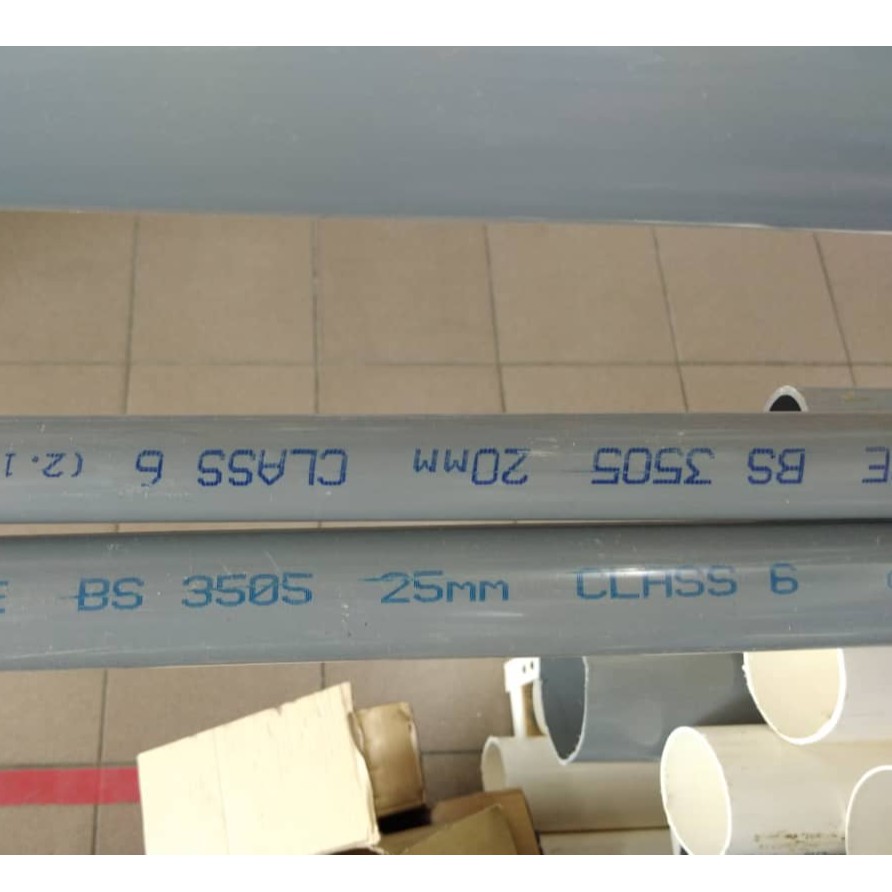 E BS 3505 20mm CLASS 6 (2.1
E BS 3505 25mm CLASS 6